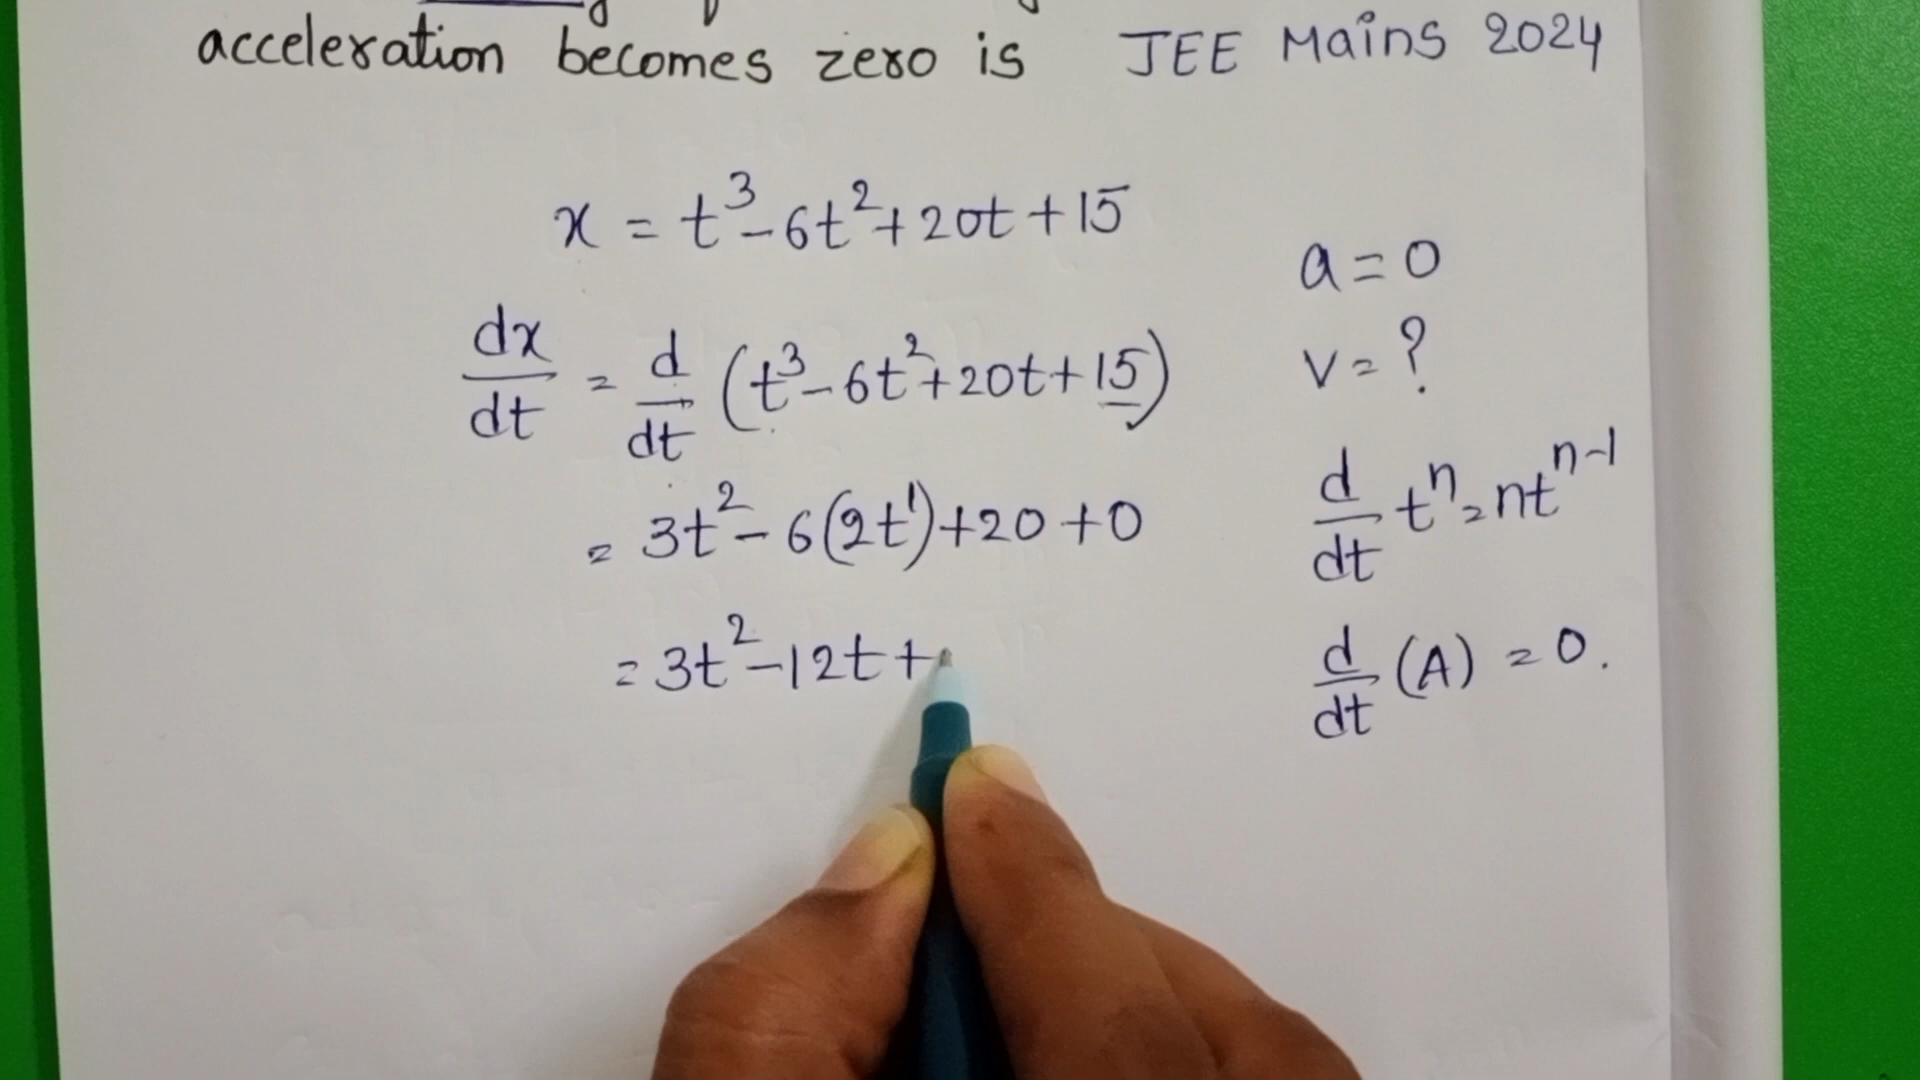 acceleration becomes zero is JEE Mains 2024
x = t³ - 6t² + 20t + 15
a = 0
dx/dt = d/dt (t³ - 6t² + 20t + 15)
v = ?
= 3t² - 6(2t¹) + 20 + 0
d/dt tⁿ = ntⁿ⁻¹
= 3t² - 12t +
d/dt (A) = 0.